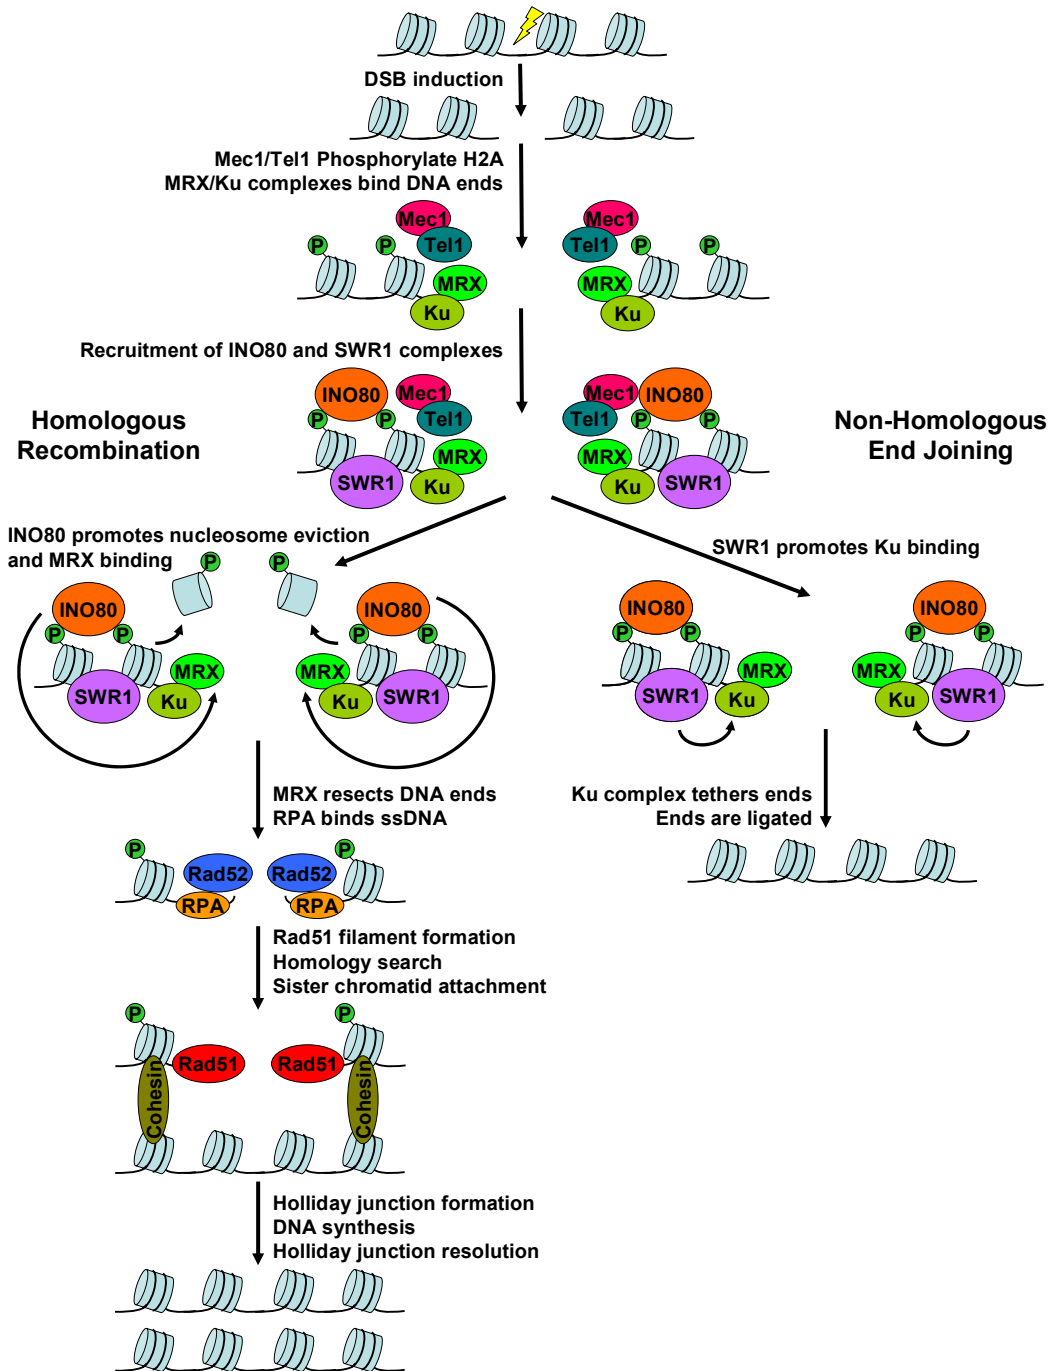 DSB induction
Mec1/Tel1 Phosphorylate H2A
MRX/Ku complexes bind DNA ends
Mec1
Mec1
P
P
Tel1
Tel1
P
P
MRX
MRX
Ku
Ku
Recruitment of INO80 and SWR1 complexes
INO80
Mec1
Mec1
INO80
P
P
Tel1
Tel1
P
P
Homologous
Recombination
Non-Homologous
End Joining
MRX
MRX
SWR1
Ku
Ku
SWR1
INO80 promotes nucleosome eviction
and MRX binding
SWR1 promotes Ku binding
P
P
INO80
INO80
INO80
INO80
P
P
P
P
P
P
P
P
MRX
MRX
MRX
MRX
SWR1
Ku
Ku
SWR1
SWR1
Ku
Ku
SWR1
MRX resects DNA ends
RPA binds ssDNA
Ku complex tethers ends
Ends are ligated
P
P
Rad52
Rad52
RPA
RPA
Rad51 filament formation
Homology search
Sister chromatid attachment
P
P
Rad51
Rad51
Cohesin
Cohesin
Holliday junction formation
DNA synthesis
Holliday junction resolution